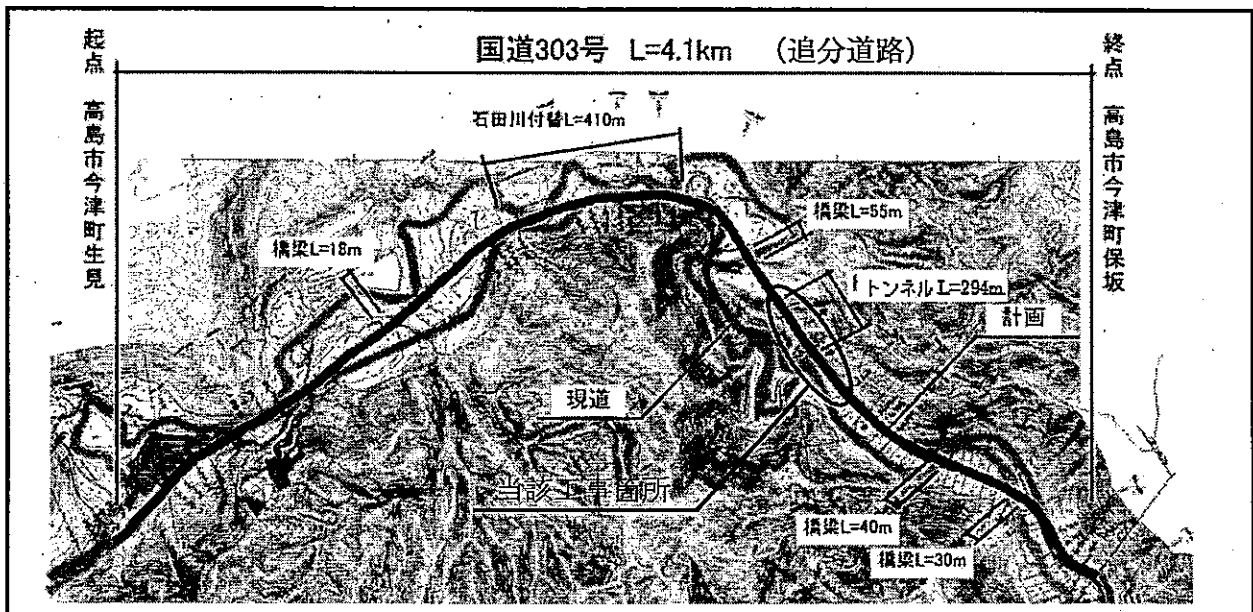 国道303号 L=4.1km （追分道路）
起点 高島市今津町生見
終点 高島市今津町保坂
石田川付替L=410m
橋梁L=18m
橋梁L=55m
トンネル L=294m
計画
現道
当該工事箇所
橋梁L=40m
橋梁L=30m